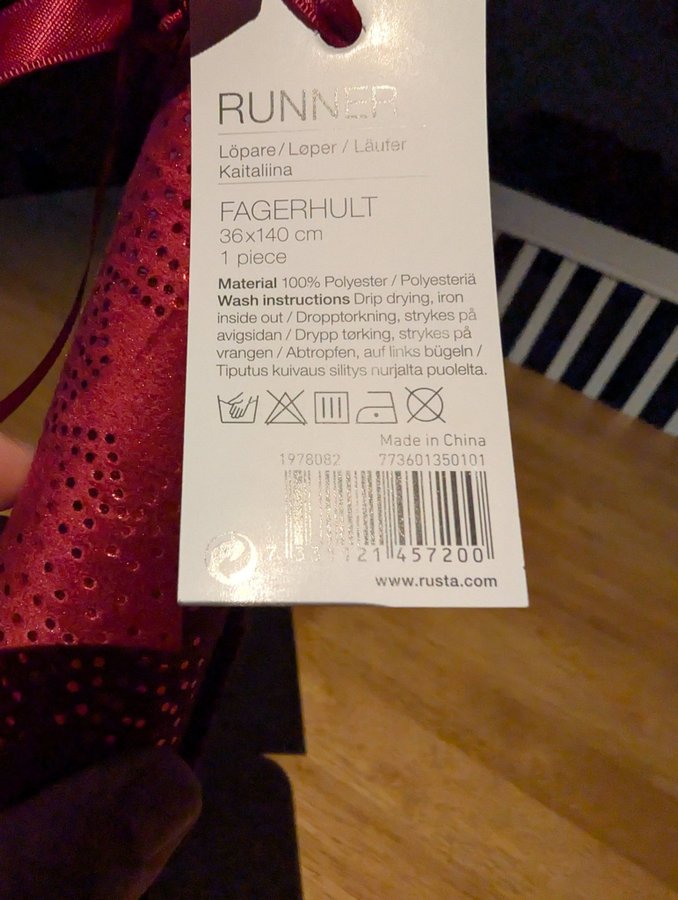 RUNNER
Löpare / Løper / Läufer
Kaitaliina
FAGERHULT
36x140 cm
1 piece
Material 100% Polyester / Polyesteriä
Wash instructions Drip drying, iron
inside out / Dropptorkning, strykes på
avigsidan / Drypp tørking, strykes på
vrangen / Abtropfen, auf links bügeln /
Tiputus kuivaus silitys nurjalta puolelta.
Made in China
1978082 773601350101
457200
www.rusta.com